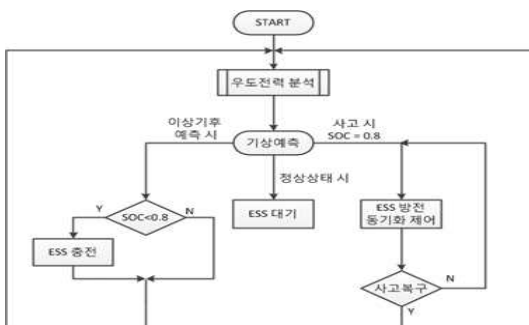 START
우도전력 분석
이상기후
예측 시
기상예측
사고 시
SOC = 0.8
정상상태 시
Y
SOC<0.8
N
ESS 대기
ESS 방전
동기화 제어
ESS 충전
사고복구
N
Y